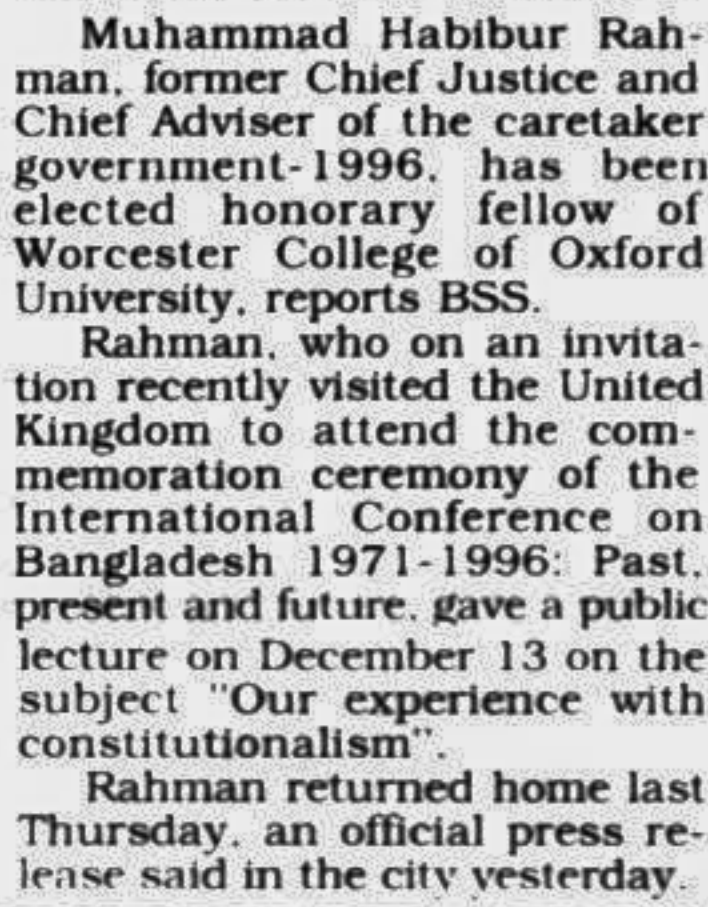 Muhammad Habibur Rah-
man, former Chief Justice and
Chief Adviser of the caretaker
government-1996, has been
elected honorary fellow of
Worcester College of Oxford
University, reports BSS.
Rahman, who on an invita-
tion recently visited the United
Kingdom to attend the com-
memoration ceremony of the
International Conference on
Bangladesh 1971-1996: Past,
present and future, gave a public
lecture on December 13 on the
subject "Our experience with
constitutionalism".
Rahman returned home last
Thursday, an official press re-
lease said in the city yesterday.